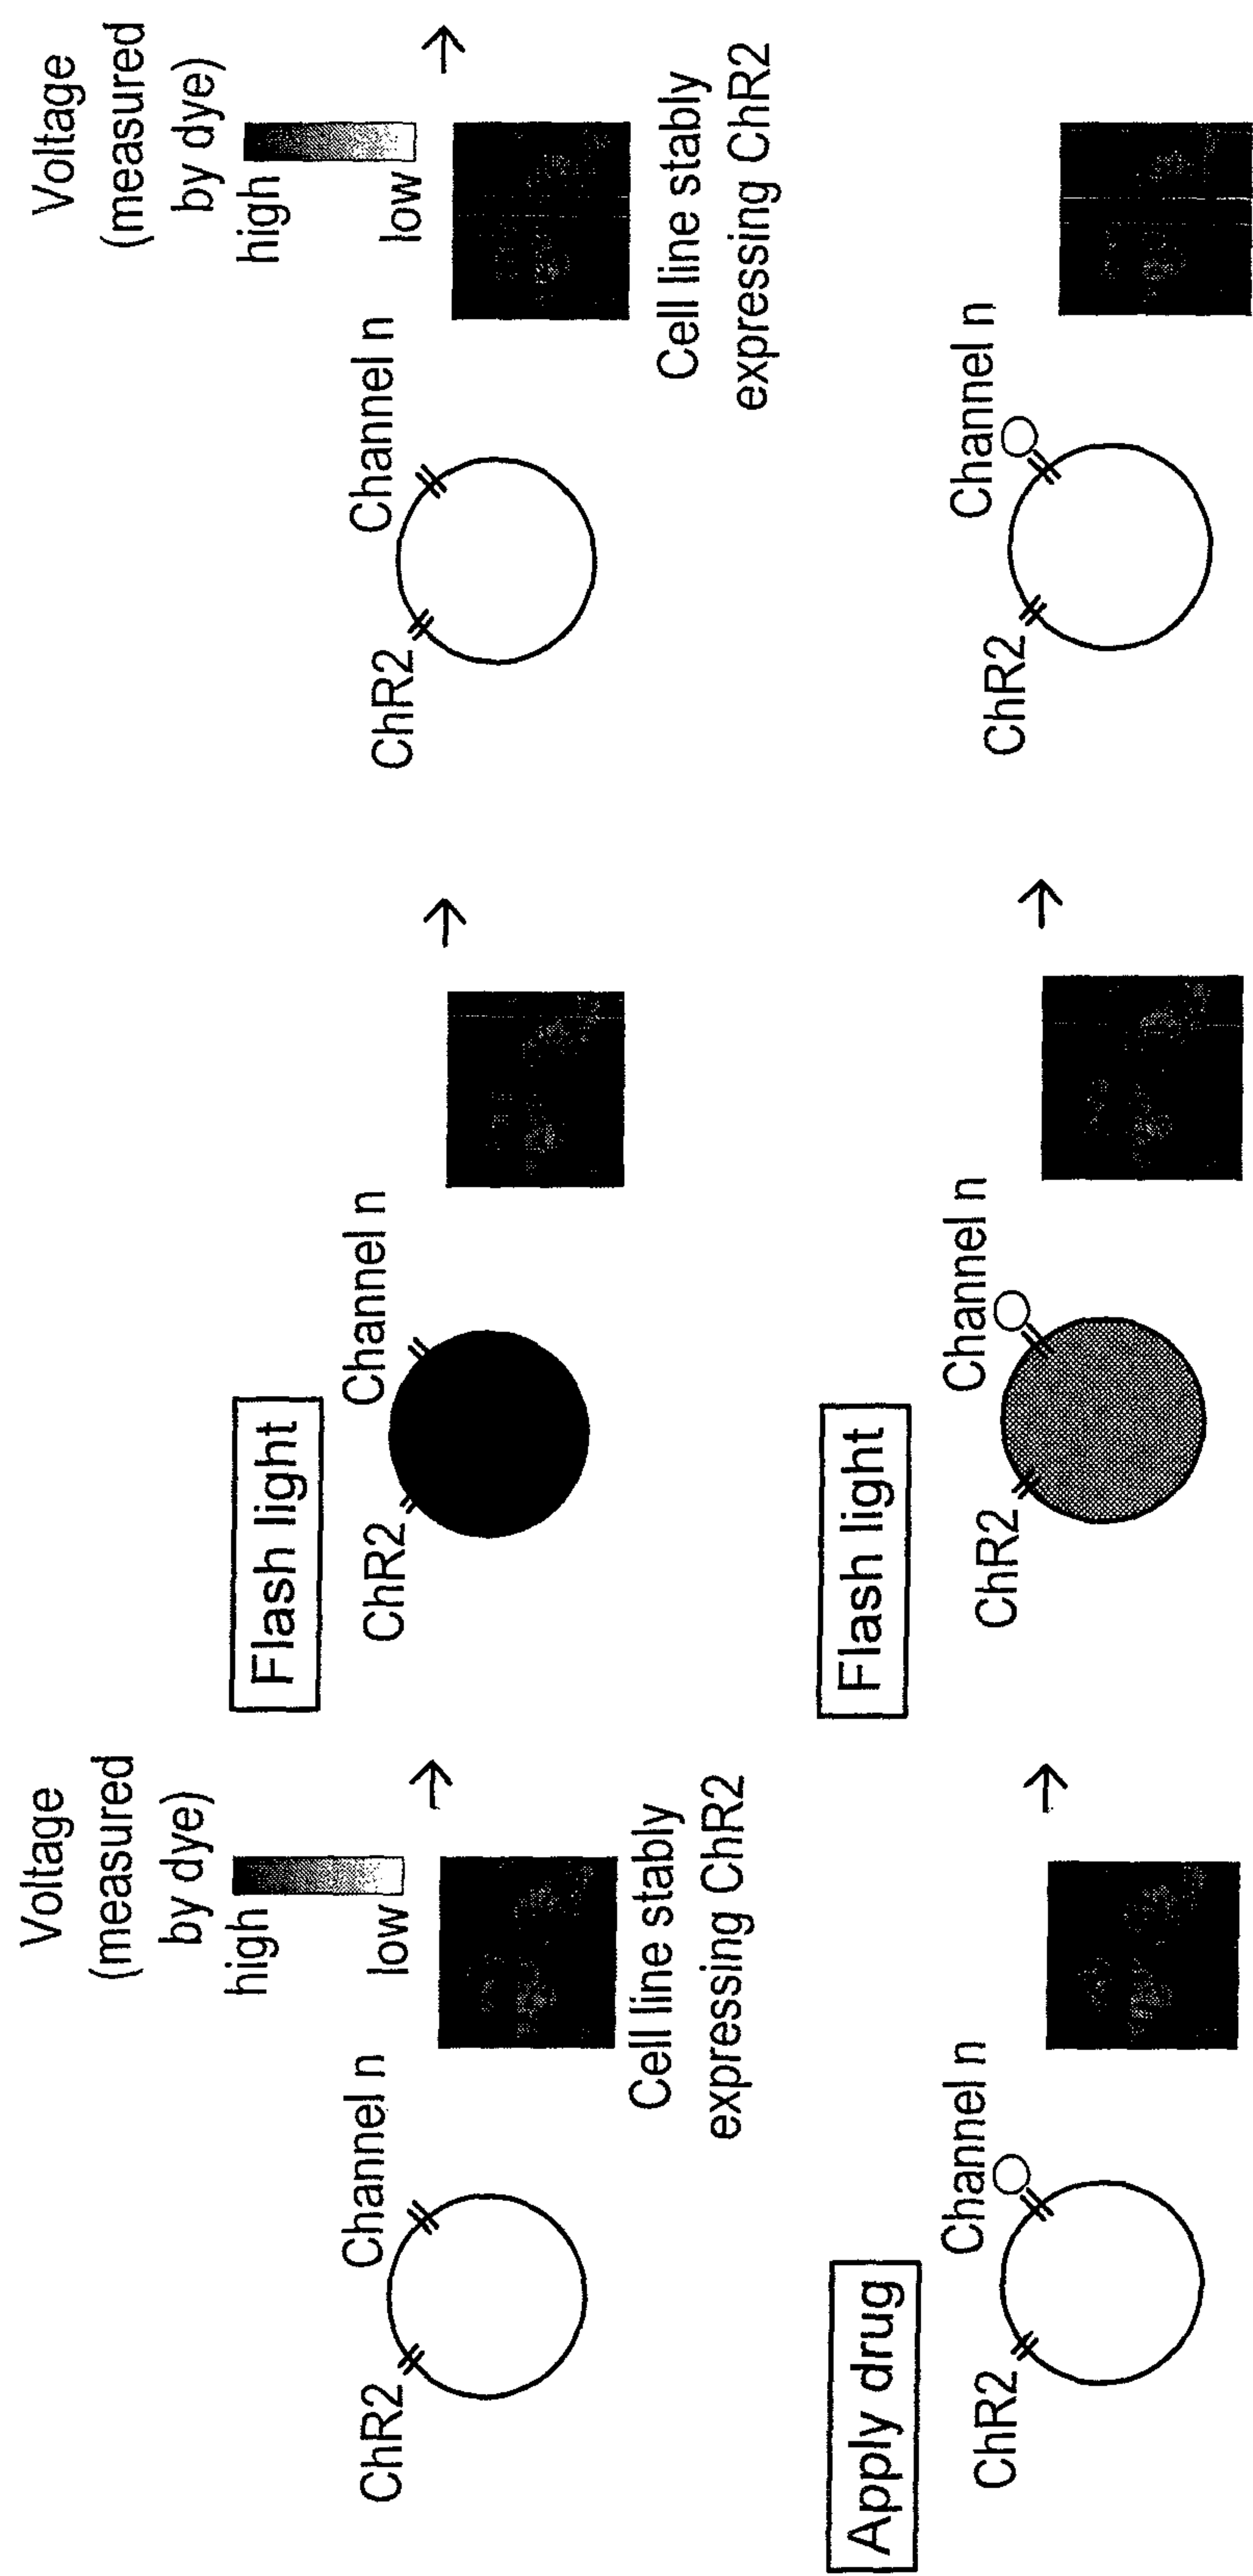 Voltage
(measured
by dye)
high
low
ChR2
Channel n
Cell line stably
expressing ChR2
Flash light
ChR2
Channel n
Voltage
(measured
by dye)
high
low
ChR2
Channel n
Cell line stably
expressing ChR2
Apply drug
ChR2
Channel n
Flash light
ChR2
Channel n
ChR2
Channel n